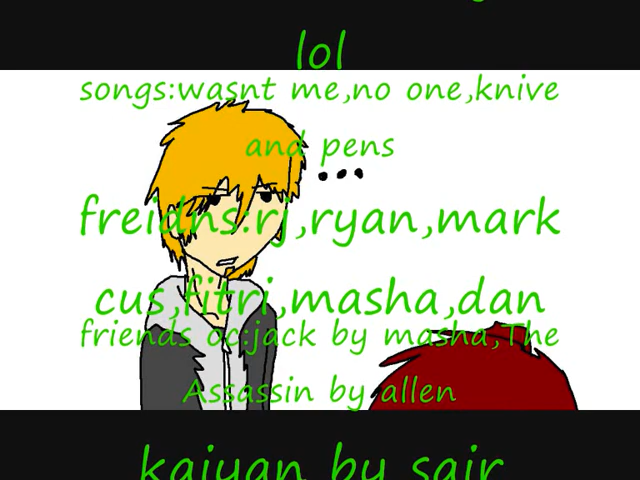 lol
songs:wasnt me,no one,knive
and pens
...
freidns:rj,ryan,mark
cus,fitri,masha,dan
friends oc:jack by masha,The
Assassin by allen
kaiyan by sair